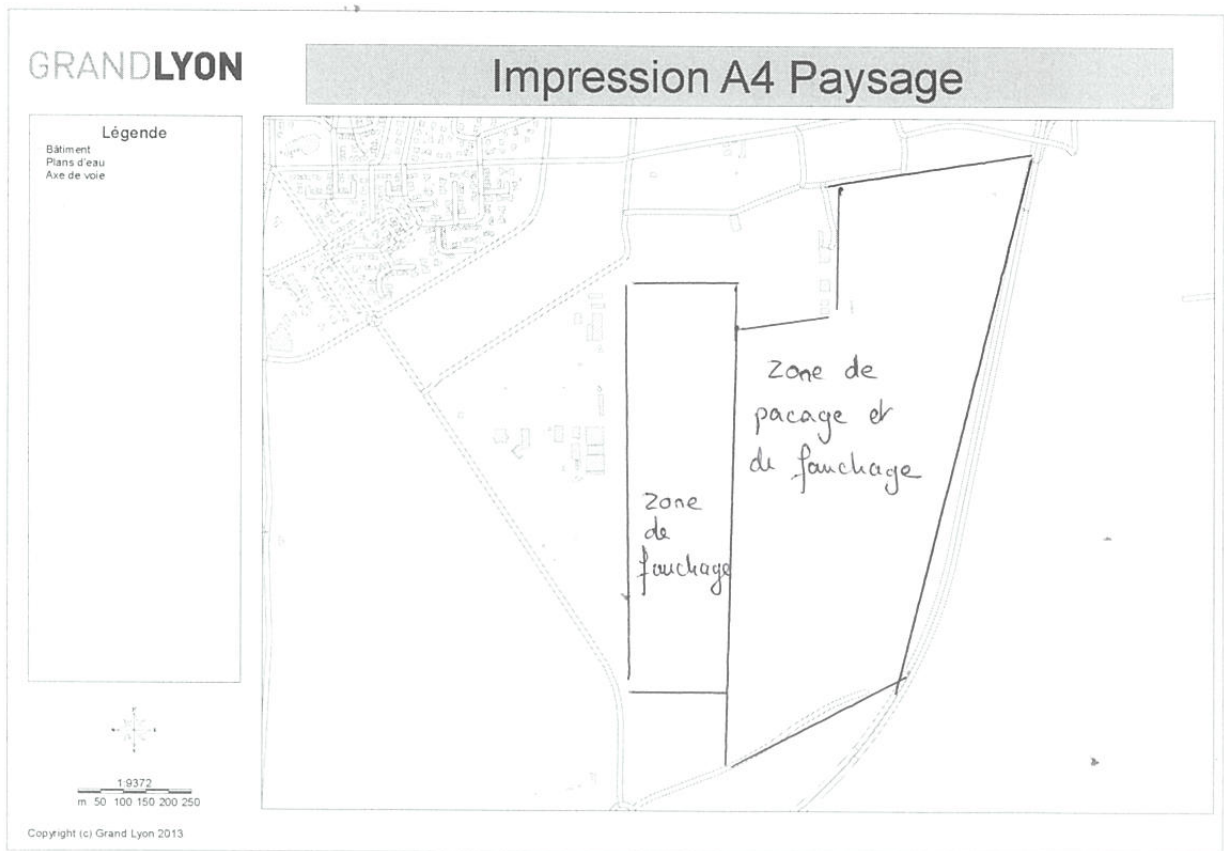 GRANDLYON
Impression A4 Paysage
Légende
Bâtiment
Plans d'eau
Axe de voie
zone de
pacage et
de fauchage
zone
de
fauchage
1:9372
m 50 100 150 200 250
Copyright (c) Grand Lyon 2013